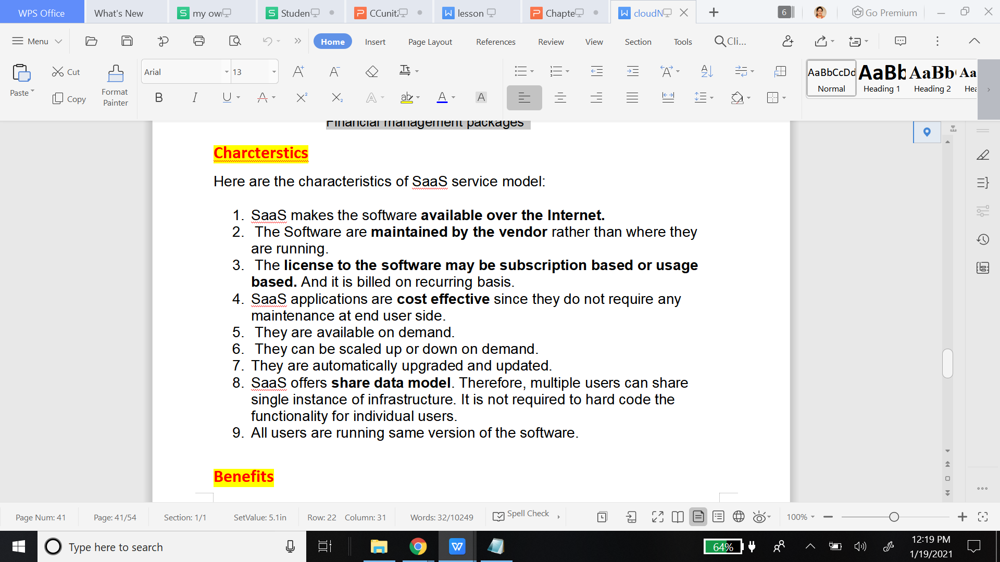 WPS Office What's New my ow Studen CCunit lesson Chapte cloudN 6 Go Premium
Menu Home Insert Page Layout References Review View Section Tools Cli...
Paste Cut Copy Format Painter Arial 13 AaBbCcDd Normal AaBb Heading 1 AaBb Heading 2 Aa Hea
Financial management packages
Charcterstics
Here are the characteristics of SaaS service model:
1. SaaS makes the software available over the Internet.
2. The Software are maintained by the vendor rather than where they
are running.
3. The license to the software may be subscription based or usage
based. And it is billed on recurring basis.
4. SaaS applications are cost effective since they do not require any
maintenance at end user side.
5. They are available on demand.
6. They can be scaled up or down on demand.
7. They are automatically upgraded and updated.
8. SaaS offers share data model. Therefore, multiple users can share
single instance of infrastructure. It is not required to hard code the
functionality for individual users.
9. All users are running same version of the software.
Benefits
Page Num: 41 Page: 41/54 Section: 1/1 SetValue: 5.1in Row: 22 Column: 31 Words: 32/10249 Spell Check 100%
Type here to search 64% 12:19 PM
1/19/2021